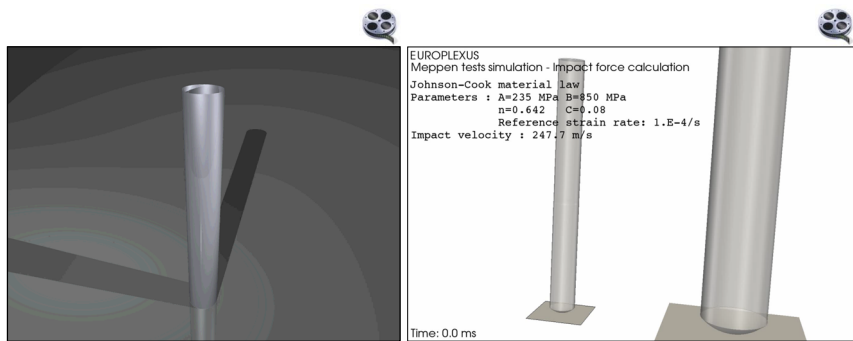 EUROPLEXUS
Meppen tests simulation - Impact force calculation
Johnson-Cook material law
Parameters : A=235 MPa B=850 MPa
n=0.642 C=0.08
Reference strain rate: 1.E-4/s
Impact velocity : 247.7 m/s
Time: 0.0 ms